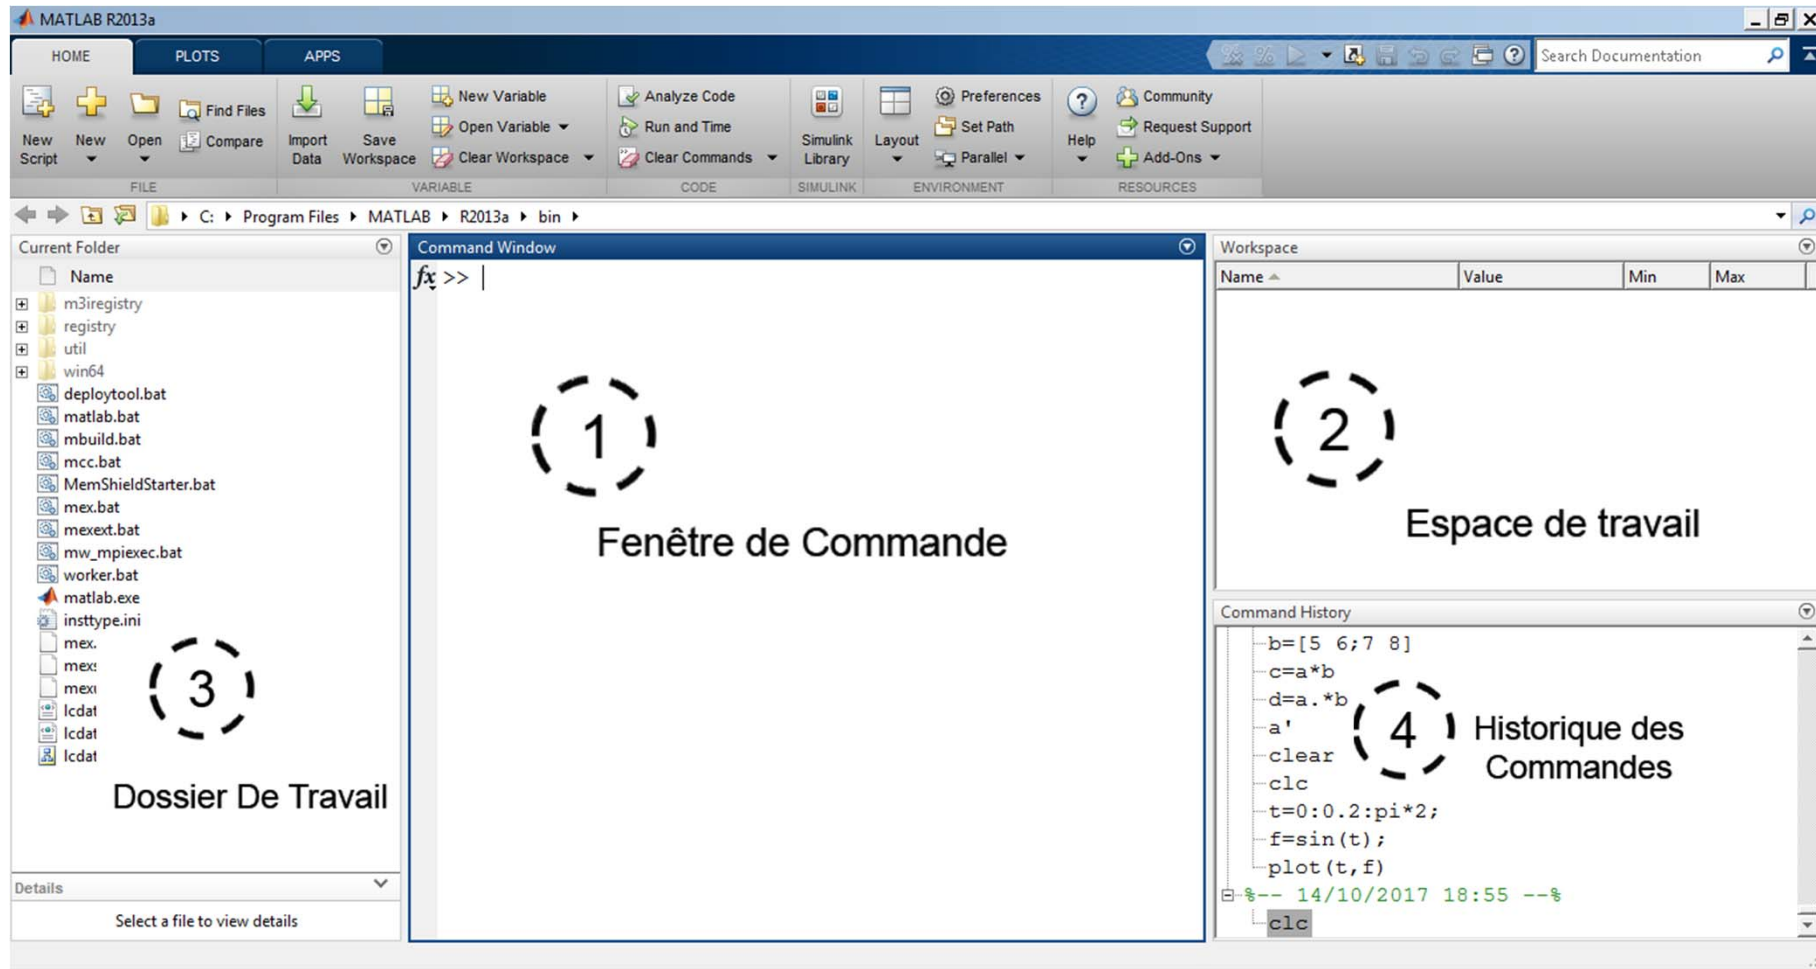 MATLAB R2013a
HOME PLOTS APPS
Search Documentation
New Script
New
Open
Find Files
Compare
Import Data
Save Workspace
New Variable
Open Variable
Clear Workspace
Analyze Code
Run and Time
Clear Commands
Simulink Library
Layout
Preferences
Set Path
Parallel
Help
Community
Request Support
Add-Ons
FILE VARIABLE CODE SIMULINK ENVIRONMENT RESOURCES
C: Program Files MATLAB R2013a bin
Current Folder
Name
m3iregistry
registry
util
win64
deploytool.bat
matlab.bat
mbuild.bat
mcc.bat
MemShieldStarter.bat
mex.bat
mexext.bat
mw_mpiexec.bat
worker.bat
matlab.exe
insttype.ini
mex.
mexs
mexu
lcdat
lcdat
lcdat
3
Dossier De Travail
Details
Select a file to view details
Command Window
fx >>
1
Fenêtre de Commande
Workspace
Name Value Min Max
2
Espace de travail
Command History
b=[5 6;7 8]
c=a*b
d=a.*b
a'
clear
clc
t=0:0.2:pi*2;
f=sin(t);
plot(t,f)
%-- 14/10/2017 18:55 --%
clc
4
Historique des
Commandes